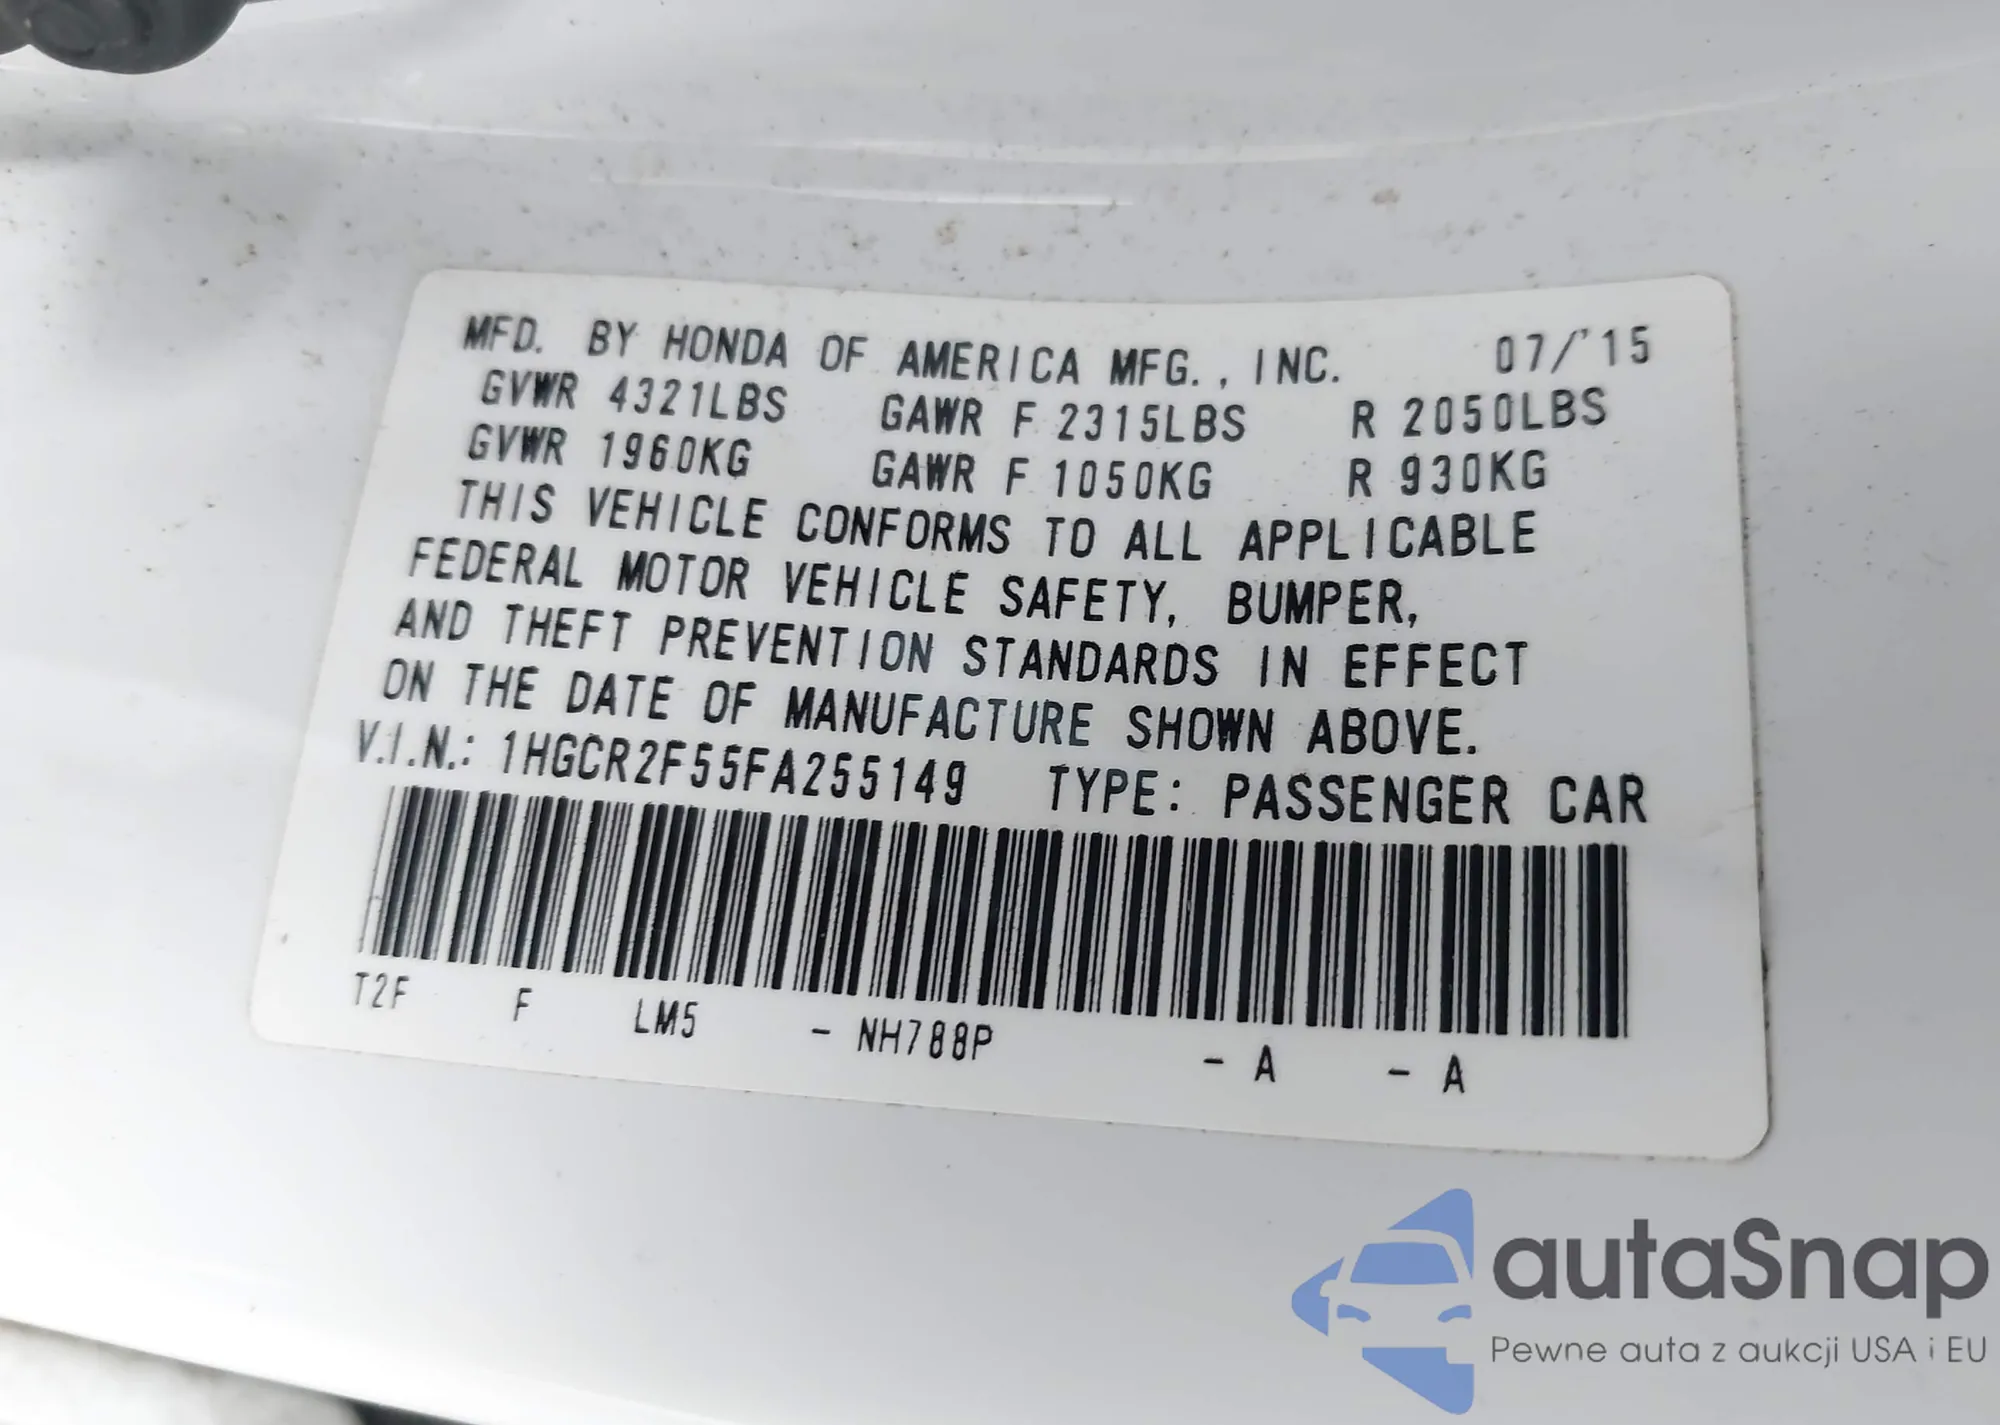 MFD. BY HONDA OF AMERICA MFG., INC. 07/'15
GVWR 4321LBS GAWR F 2315LBS R 2050LBS
GVWR 1960KG GAWR F 1050KG R 930KG
THIS VEHICLE CONFORMS TO ALL APPLICABLE
FEDERAL MOTOR VEHICLE SAFETY, BUMPER,
AND THEFT PREVENTION STANDARDS IN EFFECT
ON THE DATE OF MANUFACTURE SHOWN ABOVE.
V.I.N.: 1HGCR2F55FA255149 TYPE: PASSENGER CAR
T2F F LM5 - NH788P - A - A
autaSnap
Pewne auta z aukcji USA i EU